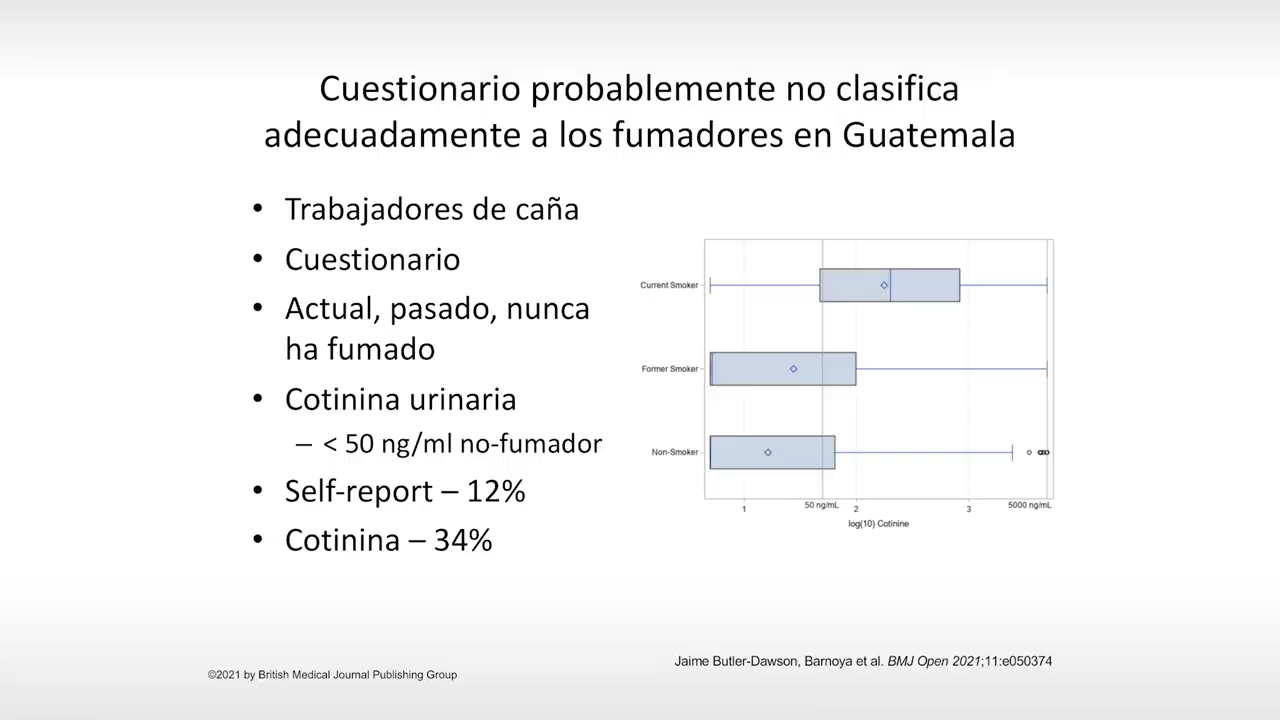 Cuestionario probablemente no clasifica
adecuadamente a los fumadores en Guatemala
• Trabajadores de caña
• Cuestionario
• Actual, pasado, nunca
ha fumado
• Cotinina urinaria
– < 50 ng/ml no-fumador
• Self-report – 12%
• Cotinina – 34%
Current Smoker
Former Smoker
Non-Smoker
1
50 ng/mL
2
3
5000 ng/mL
log(10) Cotinine
Jaime Butler-Dawson, Barnoya et al. BMJ Open 2021;11:e050374
©2021 by British Medical Journal Publishing Group